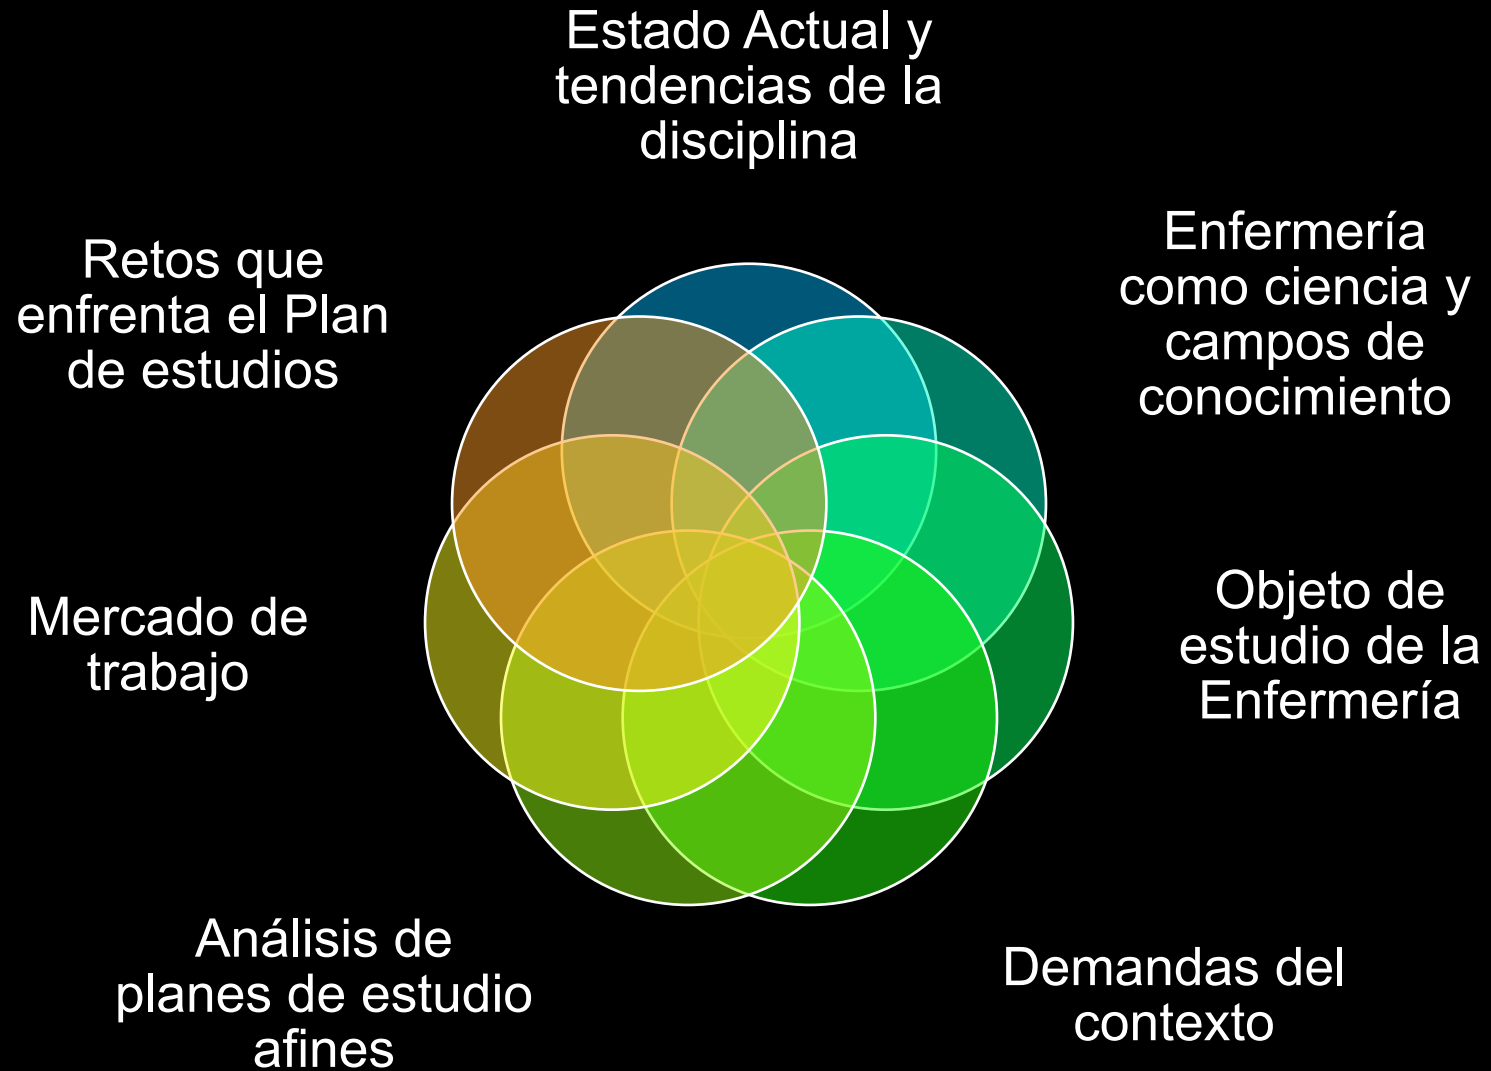 Estado Actual y
tendencias de la
disciplina
Enfermería
como ciencia y
campos de
conocimiento
Objeto de
estudio de la
Enfermería
Demandas del
contexto
Análisis de
planes de estudio
afines
Mercado de
trabajo
Retos que
enfrenta el Plan
de estudios